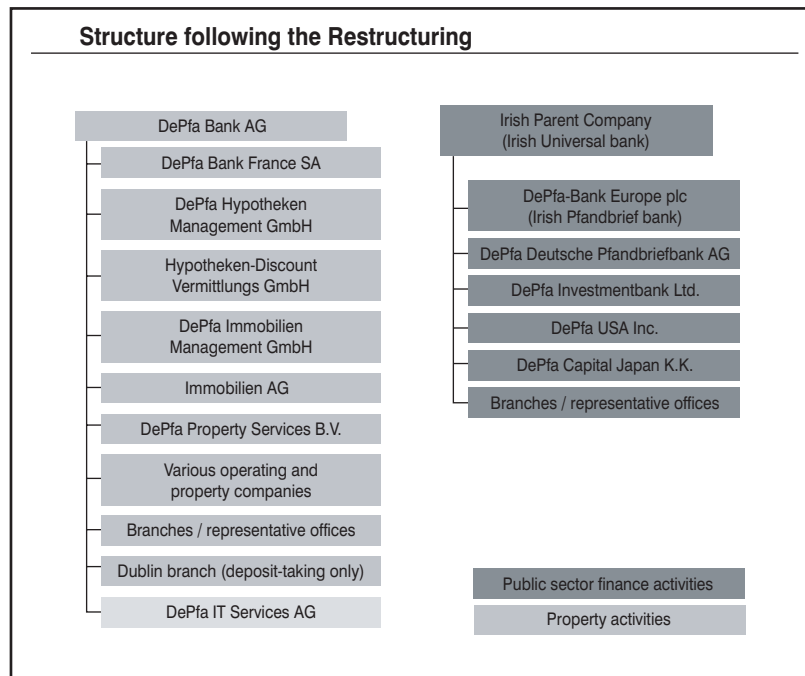 Structure following the Restructuring
DePfa Bank AG
DePfa Bank France SA
DePfa Hypotheken
Management GmbH
Hypotheken-Discount
Vermittlungs GmbH
DePfa Immobilien
Management GmbH
Immobilien AG
DePfa Property Services B.V.
Various operating and
property companies
Branches / representative offices
Dublin branch (deposit-taking only)
DePfa IT Services AG
Irish Parent Company
(Irish Universal bank)
DePfa-Bank Europe plc
(Irish Pfandbrief bank)
DePfa Deutsche Pfandbriefbank AG
DePfa Investmentbank Ltd.
DePfa USA Inc.
DePfa Capital Japan K.K.
Branches / representative offices
Public sector finance activities
Property activities